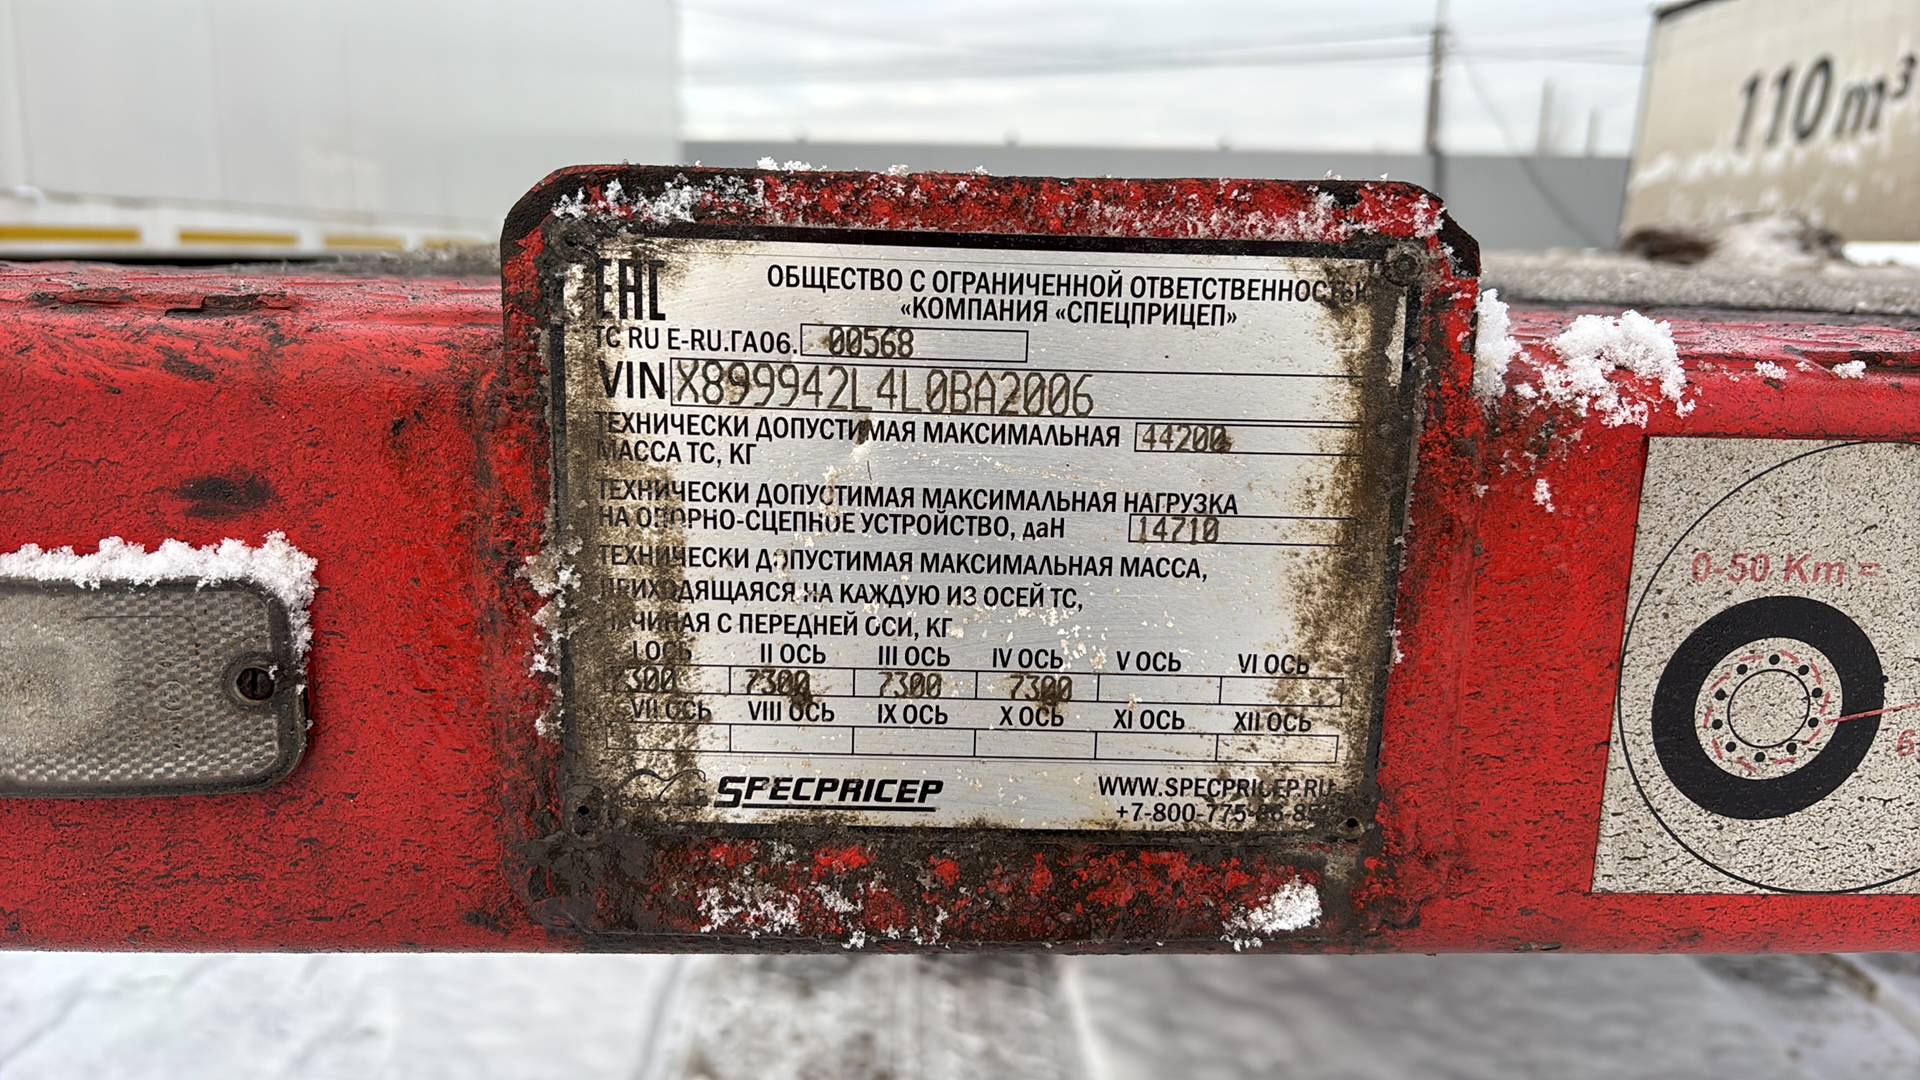 110 m³
EAC
ОБЩЕСТВО С ОГРАНИЧЕННОЙ ОТВЕТСТВЕННОСТЬЮ
«КОМПАНИЯ «СПЕЦПРИЦЕП»
ТС RU E-RU.ГА06. 00568
VIN X899942L4L0BA2006
ТЕХНИЧЕСКИ ДОПУСТИМАЯ МАКСИМАЛЬНАЯ 44200
МАССА ТС, КГ
ТЕХНИЧЕСКИ ДОПУСТИМАЯ МАКСИМАЛЬНАЯ НАГРУЗКА
НА ОПОРНО-СЦЕПНОЕ УСТРОЙСТВО, даН 14710
ТЕХНИЧЕСКИ ДОПУСТИМАЯ МАКСИМАЛЬНАЯ МАССА,
ПРИХОДЯЩАЯСЯ НА КАЖДУЮ ИЗ ОСЕЙ ТС,
НАЧИНАЯ С ПЕРЕДНЕЙ ОСИ, КГ
I ОСЬ II ОСЬ III ОСЬ IV ОСЬ V ОСЬ VI ОСЬ
7300 7300 7300 7300
VII ОСЬ VIII ОСЬ IX ОСЬ X ОСЬ XI ОСЬ XII ОСЬ
SPECPRICEP WWW.SPECPRICEP.RU
0-50 Km =